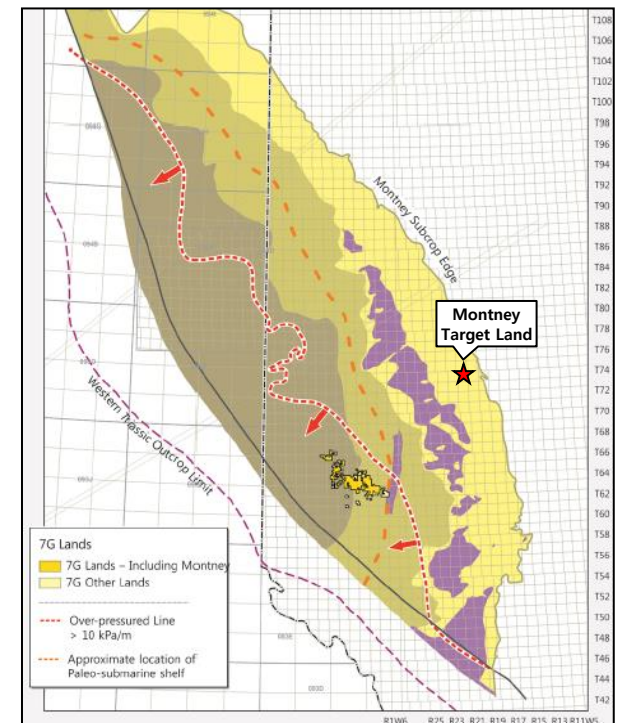 T108
T106
T104
T102
T100
T98
T96
T94
T92
T90
T88
T86
T84
T82
T80
T78
T76
T74
T72
T70
T68
T66
T64
T62
T60
T58
T56
T54
T52
T50
T48
T46
T44
T42
Montney Subcrop Edge
Montney
Target Land
Western Triassic Outcrop Limit
7G Lands
7G Lands – Including Montney
7G Other Lands
Over-pressured Line
> 10 kPa/m
Approximate location of
Paleo-submarine shelf
R1W6 R25 R23 R21 R19 R17 R15 R13 R11W5